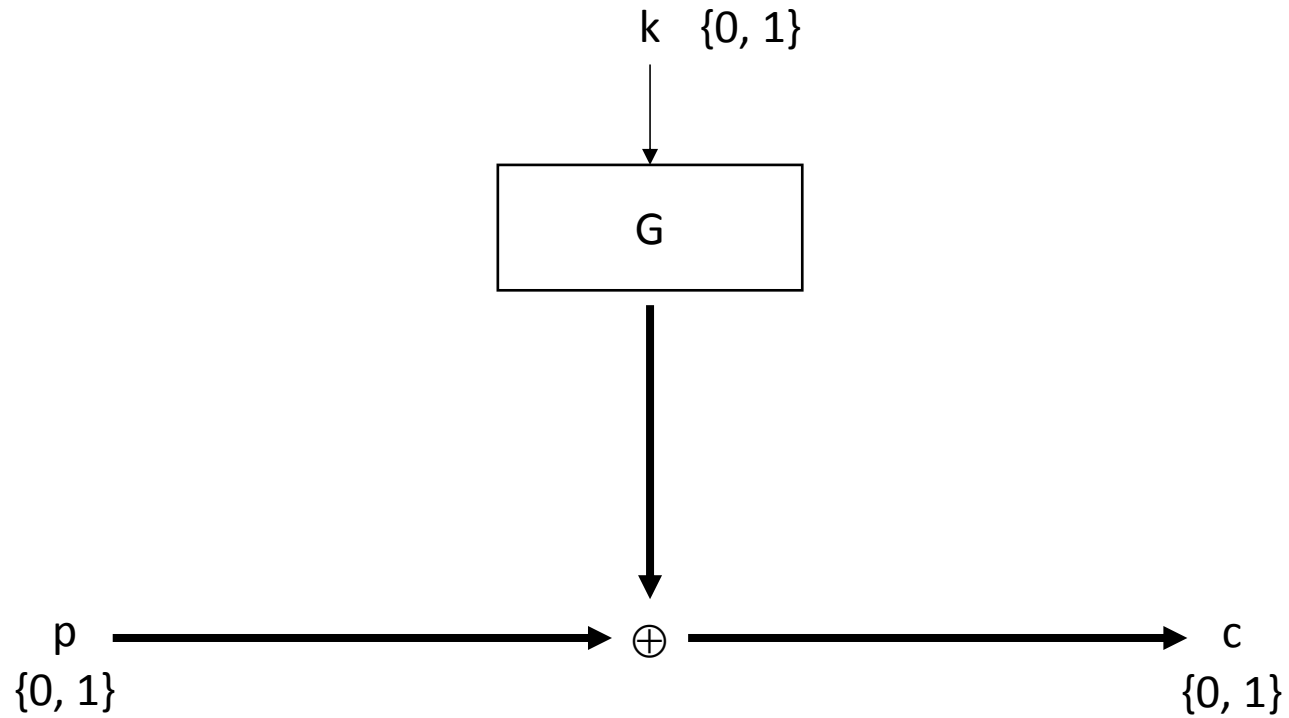 k {0, 1}
G
p ⊕ c
{0, 1} {0, 1}